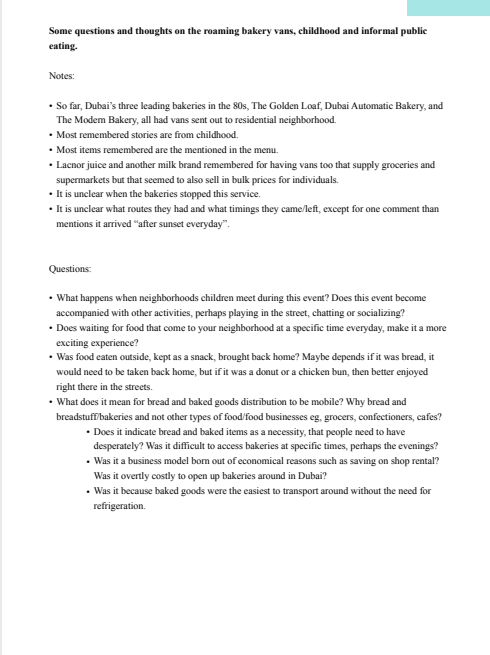 Some questions and thoughts on the roaming bakery vans, childhood and informal public
eating.
Notes:
• So far, Dubai's three leading bakeries in the 80s, The Golden Loaf, Dubai Automatic Bakery, and
The Modern Bakery, all had vans sent out to residential neighborhood.
• Most remembered stories are from childhood.
• Most items remembered are the mentioned in the menu.
• Lacnor juice and another milk brand remembered for having vans too that supply groceries and
supermarkets but that seemed to also sell in bulk prices for individuals.
• It is unclear when the bakeries stopped this service.
• It is unclear what routes they had and what timings they came/left, except for one comment than
mentions it arrived “after sunset everyday”.
Questions:
• What happens when neighborhoods children meet during this event? Does this event become
accompanied with other activities, perhaps playing in the street, chatting or socializing?
• Does waiting for food that come to your neighborhood at a specific time everyday, make it a more
exciting experience?
• Was food eaten outside, kept as a snack, brought back home? Maybe depends if it was bread, it
would need to be taken back home, but if it was a donut or a chicken bun, then better enjoyed
right there in the streets.
• What does it mean for bread and baked goods distribution to be mobile? Why bread and
breadstuff/bakeries and not other types of food/food businesses eg, grocers, confectioners, cafes?
• Does it indicate bread and baked items as a necessity, that people need to have
desperately? Was it difficult to access bakeries at specific times, perhaps the evenings?
• Was it a business model born out of economical reasons such as saving on shop rental?
Was it overtly costly to open up bakeries around in Dubai?
• Was it because baked goods were the easiest to transport around without the need for
refrigeration.